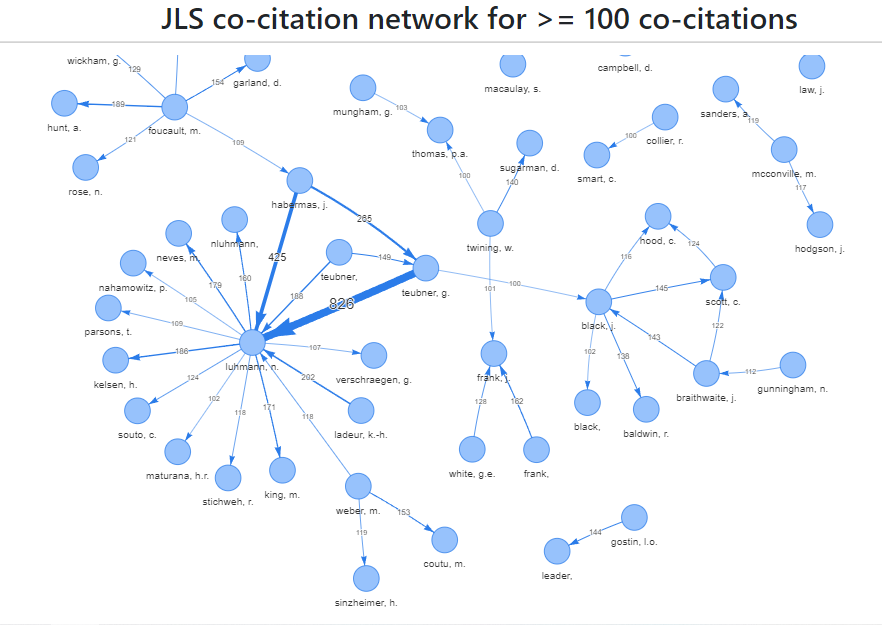 JLS co-citation network for >= 100 co-citations
wickham, g.
129
154
garland, d.
macaulay, s.
campbell, d.
law, j.
189
hunt, a.
foucault, m.
mungham, g.
103
sanders, a.
119
collier, r.
100
121
109
thomas, p.a.
100
sugarman, d.
140
smart, c.
mcconville, m.
117
rose, n.
habermas, j.
265
nluhmann,
neves, m.
425
twining, w.
hood, c.
124
hodgson, j.
116
149
teubner,
teubner, g.
nahamowitz, p.
179
160
188
101
100
145
scott, c.
105
826
parsons, t.
109
black, j.
122
143
186
luhmann, n.
107
verschraegen, g.
frank, j.
102
138
112
kelsen, h.
124
202
gunningham, n.
braithwaite, j.
102
118
171
118
128
162
souto, c.
ladeur, k.-h.
black,
baldwin, r.
maturana, h.r.
stichweh, r.
king, m.
white, g.e.
frank,
weber, m.
153
119
144
gostin, l.o.
coutu, m.
leader,
sinzheimer, h.